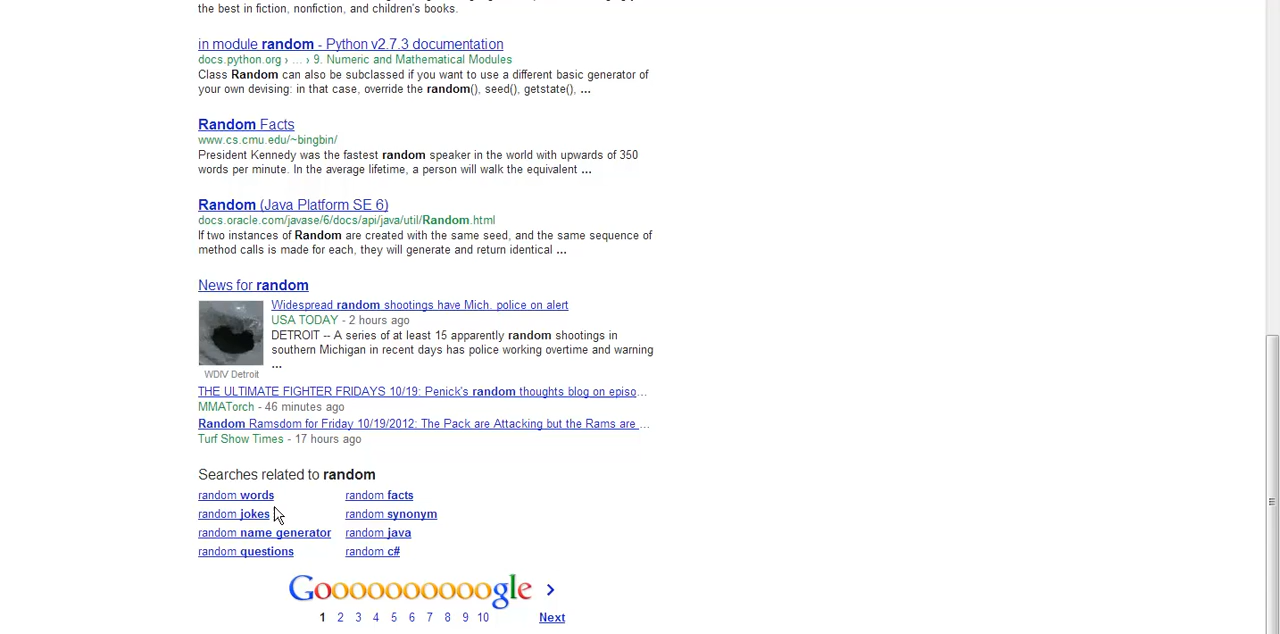 the best in fiction, nonfiction, and children's books.
in module random - Python v2.7.3 documentation
docs.python.org › ... › 9. Numeric and Mathematical Modules
Class Random can also be subclassed if you want to use a different basic generator of
your own devising: in that case, override the random(), seed(), getstate(), ...
Random Facts
www.cs.cmu.edu/~bingbin/
President Kennedy was the fastest random speaker in the world with upwards of 350
words per minute. In the average lifetime, a person will walk the equivalent ...
Random (Java Platform SE 6)
docs.oracle.com/javase/6/docs/api/java/util/Random.html
If two instances of Random are created with the same seed, and the same sequence of
method calls is made for each, they will generate and return identical ...
News for random
Widespread random shootings have Mich. police on alert
USA TODAY - 2 hours ago
DETROIT -- A series of at least 15 apparently random shootings in
southern Michigan in recent days has police working overtime and warning
...
WDIV Detroit
THE ULTIMATE FIGHTER FRIDAYS 10/19: Penick's random thoughts blog on episo...
MMATorch - 46 minutes ago
Random Ramsdom for Friday 10/19/2012: The Pack are Attacking but the Rams are ...
Turf Show Times - 17 hours ago
Searches related to random
random words random facts
random jokes random synonym
random name generator random java
random questions random c#
Goooooooooogle >
1 2 3 4 5 6 7 8 9 10 Next